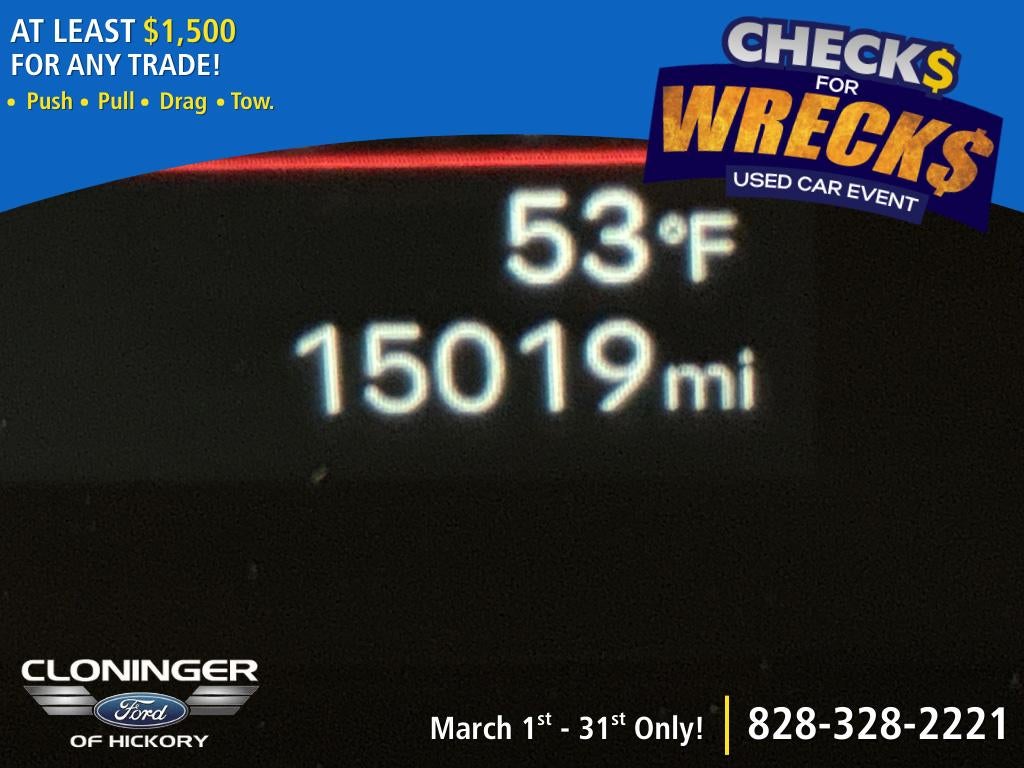 AT LEAST $1,500
FOR ANY TRADE!
• Push • Pull • Drag • Tow.
CHECK$
FOR
WRECK$
USED CAR EVENT
53°F
15019mi
CLONINGER
Ford
OF HICKORY
March 1st - 31st Only!
828-328-2221